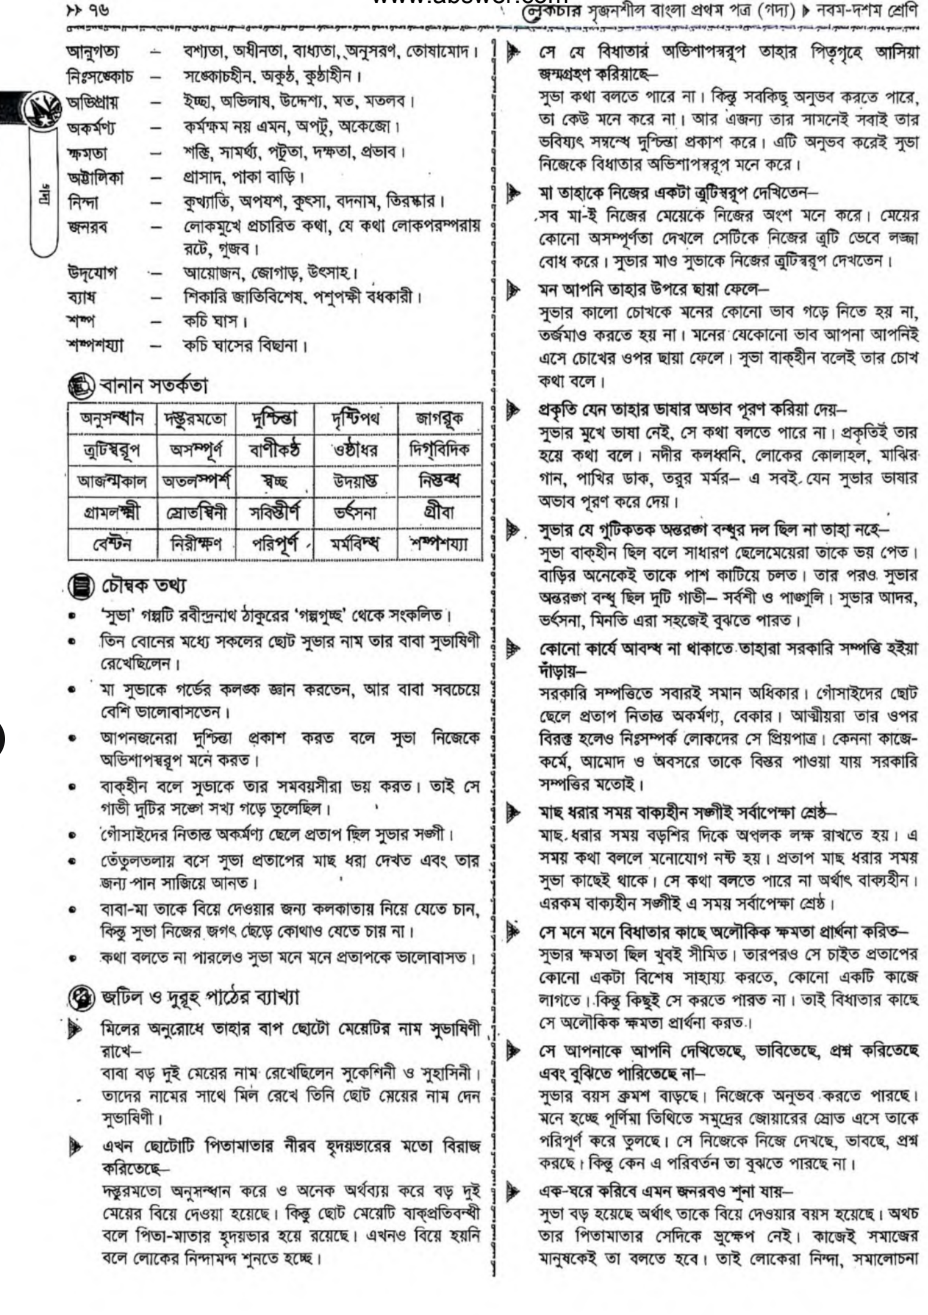 www.abcwer.com
>> ৭৬
লেকচার সৃজনশীল বাংলা প্রথম পত্র (গদ্য) ▶ নবম-দশম শ্রেণি
গদ্য
আনুগত্য – বশ্যতা, অধীনতা, বাধ্যতা, অনুসরণ, তোষামোদ।
নিঃসঙ্কোচ – সঙ্কোচহীন, অকুণ্ঠ, কুণ্ঠাহীন।
অভিপ্রায় – ইচ্ছা, অভিলাষ, উদ্দেশ্য, মত, মতলব।
অকর্মণ্য – কর্মক্ষম নয় এমন, অপটু, অকেজো।
ক্ষমতা – শক্তি, সামর্থ্য, পটুতা, দক্ষতা, প্রভাব।
অট্টালিকা – প্রাসাদ, পাকা বাড়ি।
নিন্দা – কুখ্যাতি, অপযশ, কুৎসা, বদনাম, তিরস্কার।
জনরব – লোকমুখে প্রচারিত কথা, যে কথা লোকপরম্পরায়
রটে, গুজব।
উদ্‌যোগ – আয়োজন, জোগাড়, উৎসাহ।
ব্যাধ – শিকারি জাতিবিশেষ, পশুপক্ষী বধকারী।
শষ্প – কচি ঘাস।
শষ্পশয্যা – কচি ঘাসের বিছানা।
বানান সতর্কতা
অনুসন্ধান দস্তুরমতো দুশ্চিন্তা দৃষ্টিপথ জাগরূক
ত্রুটিস্বরূপ অসম্পূর্ণ বাণীকণ্ঠ ওষ্ঠাধর দিগ্বিদিক
আজন্মকাল অতলস্পর্শ স্বচ্ছ উদয়াস্ত নিস্তব্ধ
গ্রামলক্ষ্মী স্রোতস্বিনী সবিস্তীর্ণ ভর্ৎসনা গ্রীবা
বেষ্টন নিরীক্ষণ পরিপূর্ণ মর্মবিদ্ধ শষ্পশয্যা
চৌম্বক তথ্য
• 'সুভা' গল্পটি রবীন্দ্রনাথ ঠাকুরের 'গল্পগুচ্ছ' থেকে সংকলিত।
• তিন বোনের মধ্যে সকলের ছোট সুভার নাম তার বাবা সুভাষিণী
রেখেছিলেন।
• মা সুভাকে গর্ভের কলঙ্ক জ্ঞান করতেন, আর বাবা সবচেয়ে
বেশি ভালোবাসতেন।
• আপনজনেরা দুশ্চিন্তা প্রকাশ করত বলে সুভা নিজেকে
অভিশাপস্বরূপ মনে করত।
• বাক্‌হীন বলে সুভাকে তার সমবয়সীরা ভয় করত। তাই সে
গাভী দুটির সঙ্গে সখ্য গড়ে তুলেছিল।
• গোঁসাইদের নিতান্ত অকর্মণ্য ছেলে প্রতাপ ছিল সুভার সঙ্গী।
• তেঁতুলতলায় বসে সুভা প্রতাপের মাছ ধরা দেখত এবং তার
জন্য পান সাজিয়ে আনত।
• বাবা-মা তাকে বিয়ে দেওয়ার জন্য কলকাতায় নিয়ে যেতে চান,
কিন্তু সুভা নিজের জগৎ ছেড়ে কোথাও যেতে চায় না।
• কথা বলতে না পারলেও সুভা মনে মনে প্রতাপকে ভালোবাসত।
জটিল ও দুরূহ পাঠের ব্যাখ্যা
মিলের অনুরোধে তাহার বাপ ছোটো মেয়েটির নাম সুভাষিণী
রাখে–
বাবা বড় দুই মেয়ের নাম রেখেছিলেন সুকেশিনী ও সুহাসিনী।
তাদের নামের সাথে মিল রেখে তিনি ছোট মেয়ের নাম দেন
সুভাষিণী।
এখন ছোটোটি পিতামাতার নীরব হৃদয়ভারের মতো বিরাজ
করিতেছে–
দস্তুরমতো অনুসন্ধান করে ও অনেক অর্থব্যয় করে বড় দুই
মেয়ের বিয়ে দেওয়া হয়েছে। কিন্তু ছোট মেয়েটি বাক্‌প্রতিবন্ধী
বলে পিতা-মাতার হৃদয়ভার হয়ে রয়েছে। এখনও বিয়ে হয়নি
বলে লোকের নিন্দামন্দ শুনতে হচ্ছে।
সে যে বিধাতার অভিশাপস্বরূপ তাহার পিতৃগৃহে আসিয়া
জন্মগ্রহণ করিয়াছে–
সুভা কথা বলতে পারে না। কিন্তু সবকিছু অনুভব করতে পারে,
তা কেউ মনে করে না। আর এজন্য তার সামনেই সবাই তার
ভবিষ্যৎ সম্বন্ধে দুশ্চিন্তা প্রকাশ করে। এটি অনুভব করেই সুভা
নিজেকে বিধাতার অভিশাপস্বরূপ মনে করে।
মা তাহাকে নিজের একটা ত্রুটিস্বরূপ দেখিতেন–
সব মা-ই নিজের মেয়েকে নিজের অংশ মনে করে। মেয়ের
কোনো অসম্পূর্ণতা দেখলে সেটিকে নিজের ত্রুটি ভেবে লজ্জা
বোধ করে। সুভার মাও সুভাকে নিজের ত্রুটিস্বরূপ দেখতেন।
মন আপনি তাহার উপরে ছায়া ফেলে–
সুভার কালো চোখকে মনের কোনো ভাব গড়ে নিতে হয় না,
তর্জমাও করতে হয় না। মনের যেকোনো ভাব আপনা আপনিই
এসে চোখের ওপর ছায়া ফেলে। সুভা বাক্‌হীন বলেই তার চোখ
কথা বলে।
প্রকৃতি যেন তাহার ভাষার অভাব পূরণ করিয়া দেয়–
সুভার মুখে ভাষা নেই, সে কথা বলতে পারে না। প্রকৃতিই তার
হয়ে কথা বলে। নদীর কলধ্বনি, লোকের কোলাহল, মাঝির
গান, পাখির ডাক, তরুর মর্মর– এ সবই যেন সুভার ভাষার
অভাব পূরণ করে দেয়।
সুভার যে গুটিকতক অন্তরঙ্গ বন্ধুর দল ছিল না তাহা নহে–
সুভা বাক্‌হীন ছিল বলে সাধারণ ছেলেমেয়েরা তাকে ভয় পেত।
বাড়ির অনেকেই তাকে পাশ কাটিয়ে চলত। তার পরও সুভার
অন্তরঙ্গ বন্ধু ছিল দুটি গাভী– সর্বশী ও পাঙ্গুলি। সুভার আদর,
ভর্ৎসনা, মিনতি এরা সহজেই বুঝতে পারত।
কোনো কার্যে আবদ্ধ না থাকাতে তাহারা সরকারি সম্পত্তি হইয়া
দাঁড়ায়–
সরকারি সম্পত্তিতে সবারই সমান অধিকার। গোঁসাইদের ছোট
ছেলে প্রতাপ নিতান্ত অকর্মণ্য, বেকার। আত্মীয়রা তার ওপর
বিরক্ত হলেও নিঃসম্পর্ক লোকদের সে প্রিয়পাত্র। কেননা কাজে-
কর্মে, আমোদ ও অবসরে তাকে বিস্তর পাওয়া যায় সরকারি
সম্পত্তির মতোই।
মাছ ধরার সময় বাক্যহীন সঙ্গীই সর্বাপেক্ষা শ্রেষ্ঠ–
মাছ ধরার সময় বড়শির দিকে অপলক লক্ষ রাখতে হয়। এ
সময় কথা বললে মনোযোগ নষ্ট হয়। প্রতাপ মাছ ধরার সময়
সুভা কাছেই থাকে। সে কথা বলতে পারে না অর্থাৎ বাক্যহীন।
এরকম বাক্যহীন সঙ্গীই এ সময় সর্বাপেক্ষা শ্রেষ্ঠ।
সে মনে মনে বিধাতার কাছে অলৌকিক ক্ষমতা প্রার্থনা করিত–
সুভার ক্ষমতা ছিল খুবই সীমিত। তারপরও সে চাইত প্রতাপের
কোনো একটা বিশেষ সাহায্য করতে, কোনো একটি কাজে
লাগতে। কিন্তু কিছুই সে করতে পারত না। তাই বিধাতার কাছে
সে অলৌকিক ক্ষমতা প্রার্থনা করত।
সে আপনাকে আপনি দেখিতেছে, ভাবিতেছে, প্রশ্ন করিতেছে
এবং বুঝিতে পারিতেছে না–
সুভার বয়স ক্রমশ বাড়ছে। নিজেকে অনুভব করতে পারছে।
মনে হচ্ছে পূর্ণিমা তিথিতে সমুদ্রের জোয়ারের স্রোত এসে তাকে
পরিপূর্ণ করে তুলছে। সে নিজেকে নিজে দেখছে, ভাবছে, প্রশ্ন
করছে। কিন্তু কেন এ পরিবর্তন তা বুঝতে পারছে না।
এক-ঘরে করিবে এমন জনরবও শুনা যায়–
সুভা বড় হয়েছে অর্থাৎ তাকে বিয়ে দেওয়ার বয়স হয়েছে। অথচ
তার পিতামাতার সেদিকে ভ্রূক্ষেপ নেই। কাজেই সমাজের
মানুষকেই তা বলতে হবে। তাই লোকেরা নিন্দা, সমালোচনা